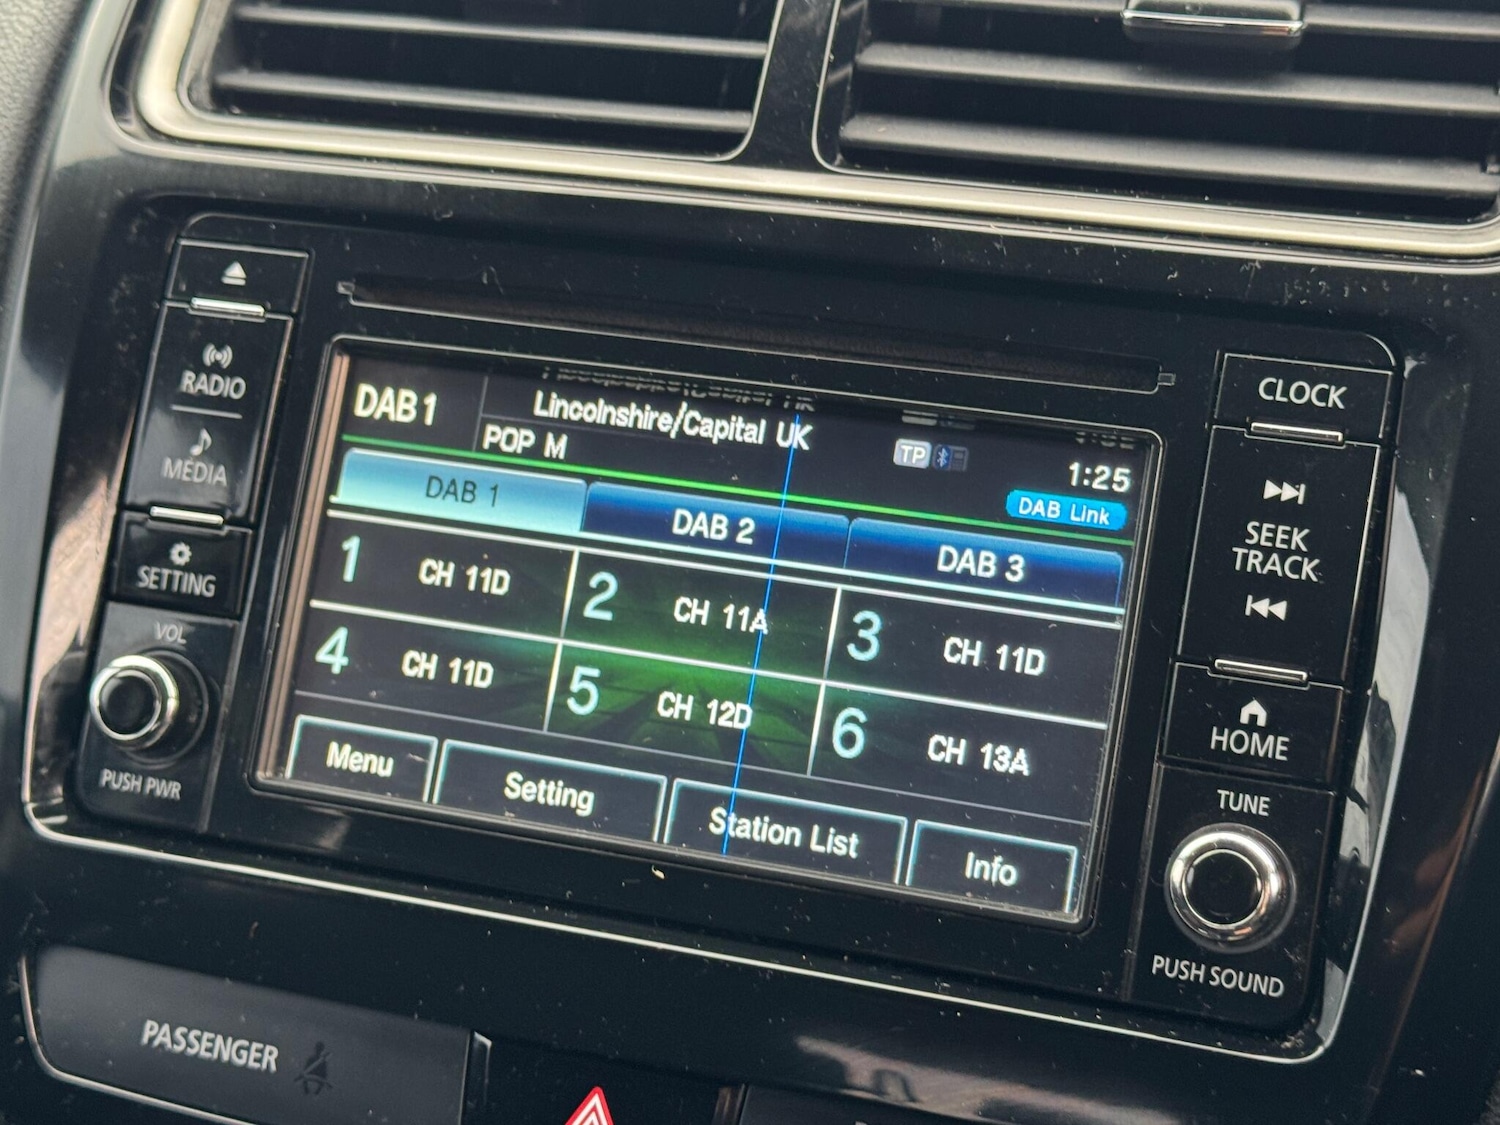 RADIO
MEDIA
SETTING
VOL
PUSH PWR
DAB1
Lincolnshire/Capital UK
POP M
TP
1:25
DAB Link
DAB 1
DAB 2
DAB 3
1 CH 11D
2 CH 11A
3 CH 11D
4 CH 11D
5 CH 12D
6 CH 13A
Menu
Setting
Station List
Info
CLOCK
SEEK
TRACK
HOME
TUNE
PUSH SOUND
PASSENGER